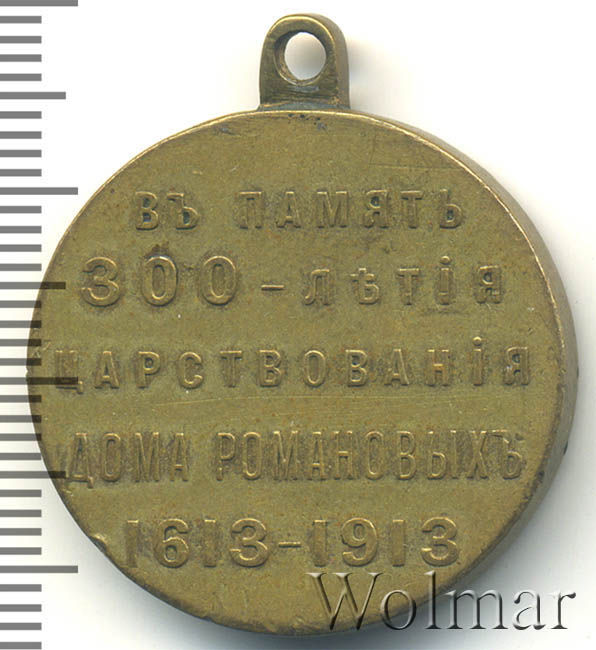 ВЪ ПАМЯТЬ
300-лѣтія
ЦАРСТВОВАНІЯ
ДОМА РОМАНОВЫХЪ
1613-1913
Wolmar